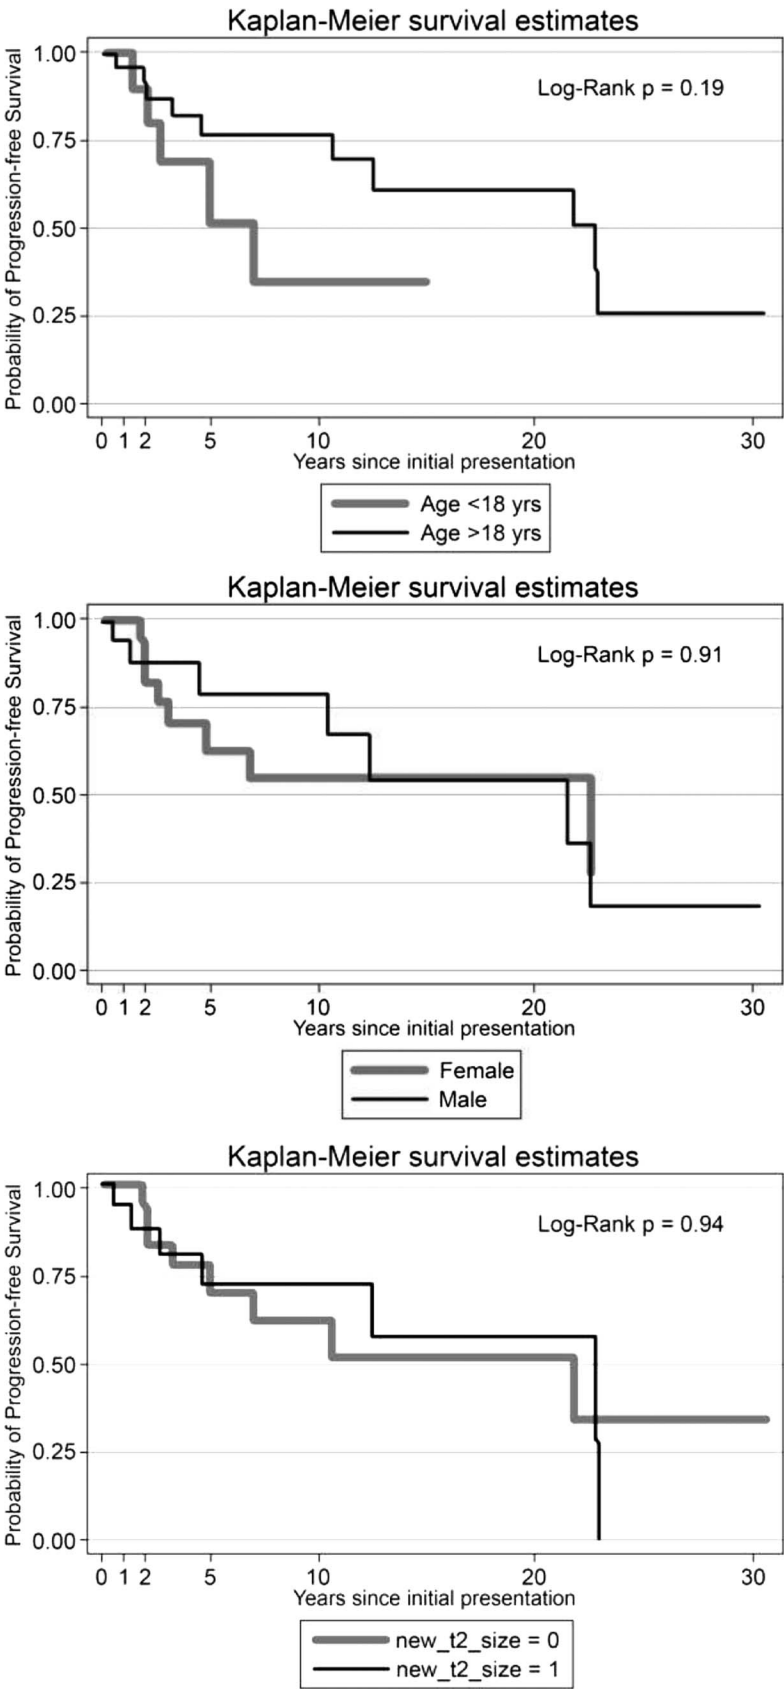 Kaplan-Meier survival estimates
Log-Rank p = 0.19
Probability of Progression-free Survival
1.00
0.75
0.50
0.25
0.00
0 1 2 5 10 20 30
Years since initial presentation
Age <18 yrs
Age >18 yrs
Kaplan-Meier survival estimates
Log-Rank p = 0.91
Probability of Progression-free Survival
1.00
0.75
0.50
0.25
0.00
0 1 2 5 10 20 30
Years since initial presentation
Female
Male
Kaplan-Meier survival estimates
Log-Rank p = 0.94
Probability of Progression-free Survival
1.00
0.75
0.50
0.25
0.00
0 1 2 5 10 20 30
Years since initial presentation
new_t2_size = 0
new_t2_size = 1